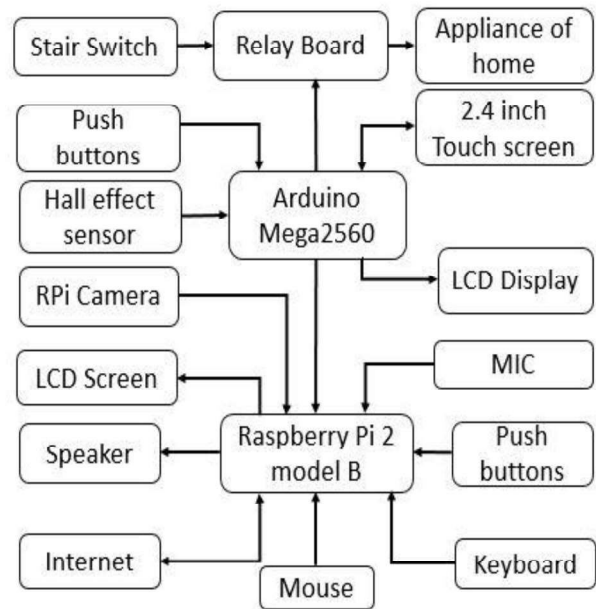 Stair Switch
Relay Board
Appliance of
home
Push
buttons
2.4 inch
Touch screen
Hall effect
sensor
Arduino
Mega2560
RPi Camera
LCD Display
LCD Screen
MIC
Speaker
Raspberry Pi 2
model B
Push
buttons
Internet
Mouse
Keyboard